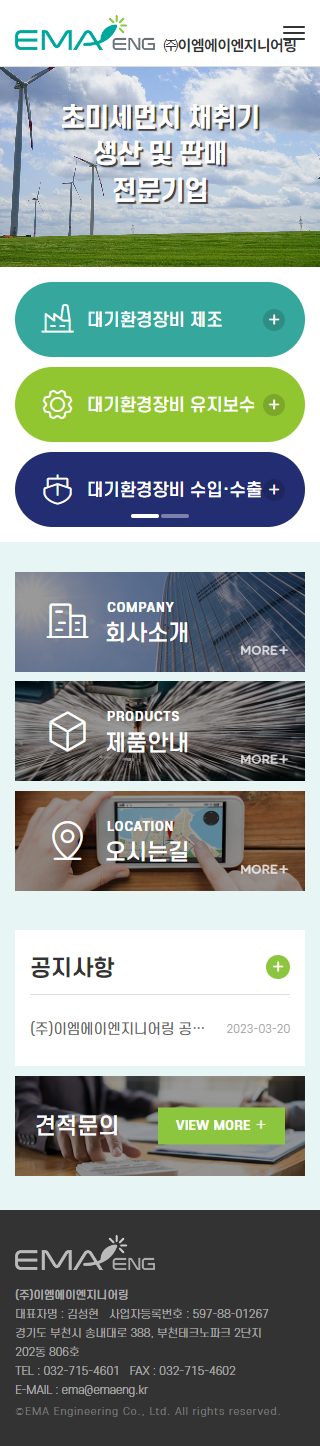 EMA ENG ㈜이엠에이엔지니어링
초미세먼지 채취기
생산 및 판매
전문기업
대기환경장비 제조
대기환경장비 유지보수
대기환경장비 수입·수출
COMPANY
회사소개
MORE+
PRODUCTS
제품안내
MORE+
LOCATION
오시는길
MORE+
공지사항
(주)이엠에이엔지니어링 공… 2023-03-20
견적문의 VIEW MORE +
EMA ENG
(주)이엠에이엔지니어링
대표자명 : 김성현 사업자등록번호 : 597-88-01267
경기도 부천시 송내대로 388, 부천테크노파크 2단지
202동 806호
TEL : 032-715-4601 FAX : 032-715-4602
E-MAIL : ema@emaeng.kr
©EMA Engineering Co., Ltd. All rights reserved.